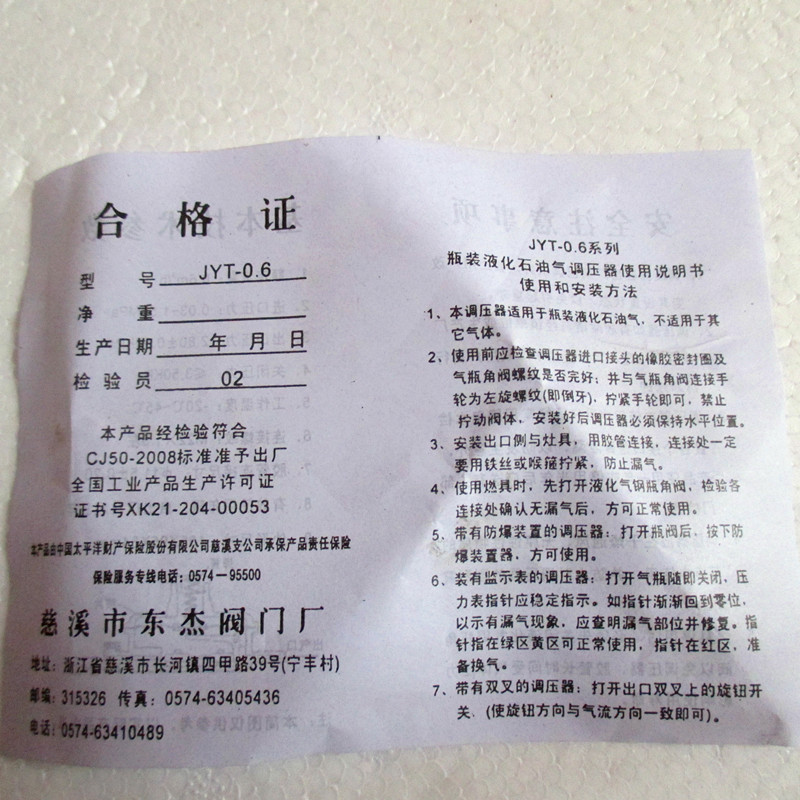 合格证
型号 JYT-0.6
净重
生产日期 年 月 日
检验员 02
本产品经检验符合
CJ50-2008标准准予出厂
全国工业产品生产许可证
证书号XK21-204-00053
本产品由中国太平洋财产保险股份有限公司慈溪支公司承保产品责任保险
保险服务专线电话：0574-95500
慈溪市东杰阀门厂
地址：浙江省慈溪市长河镇四甲路39号(宁丰村)
邮编：315326 传真：0574-63405436
电话：0574-63410489
JYT-0.6系列
瓶装液化石油气调压器使用说明书
使用和安装方法
1、本调压器适用于瓶装液化石油气，不适用于其
它气体。
2、使用前应检查调压器进口接头的橡胶密封圈及
气瓶角阀螺纹是否完好；并与气瓶角阀连接手
轮为左旋螺纹(即倒牙)，拧紧手轮即可，禁止
拧动阀体，安装好后调压器必须保持水平位置。
3、安装出口侧与灶具，用胶管连接，连接处一定
要用铁丝或喉箍拧紧，防止漏气。
4、使用燃具时，先打开液化气钢瓶角阀，检验各
连接处确认无漏气后，方可正常使用。
5、带有防爆装置的调压器：打开瓶阀后，按下防
爆装置器，方可使用。
6、装有监示表的调压器：打开气瓶随即关闭，压
力表指针应稳定指示。如指针渐渐回到零位，
以示有漏气现象，应查明漏气部位并修复。指
针指在绿区黄区可正常使用，指针在红区，准
备换气。
7、带有双叉的调压器：打开出口双叉上的旋钮开
关、(使旋钮方向与气流方向一致即可)。